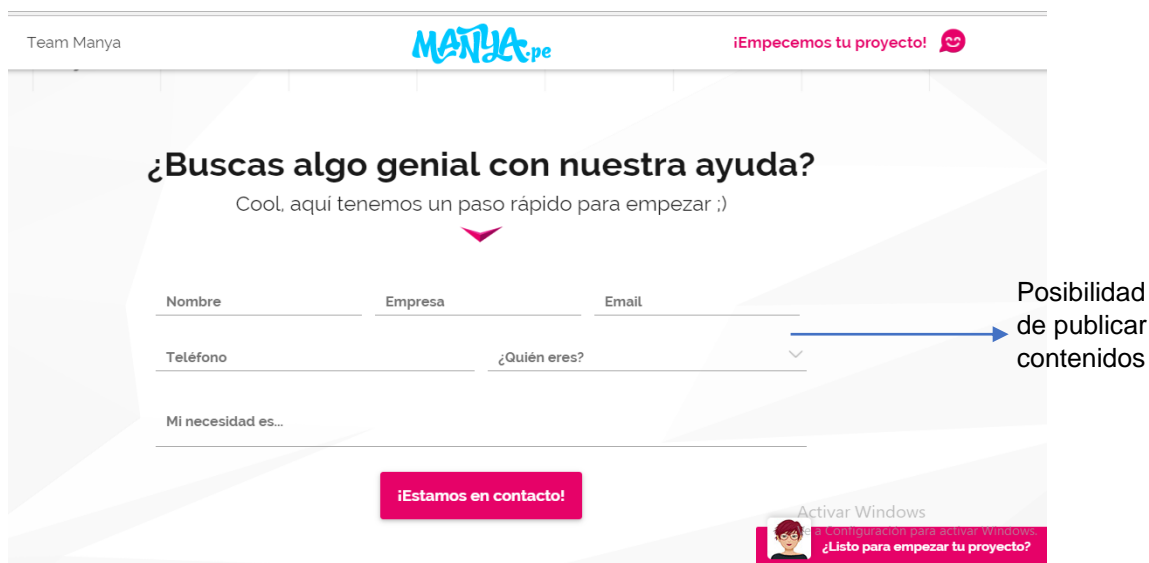 Team Manya
MAÑYA.pe
¡Empecemos tu proyecto!
¿Buscas algo genial con nuestra ayuda?
Cool, aquí tenemos un paso rápido para empezar ;)
Nombre
Empresa
Email
Posibilidad
de publicar
contenidos
Teléfono
¿Quién eres?
Mi necesidad es...
¡Estamos en contacto!
Activar Windows
a Configuración para activar Windows.
¿Listo para empezar tu proyecto?